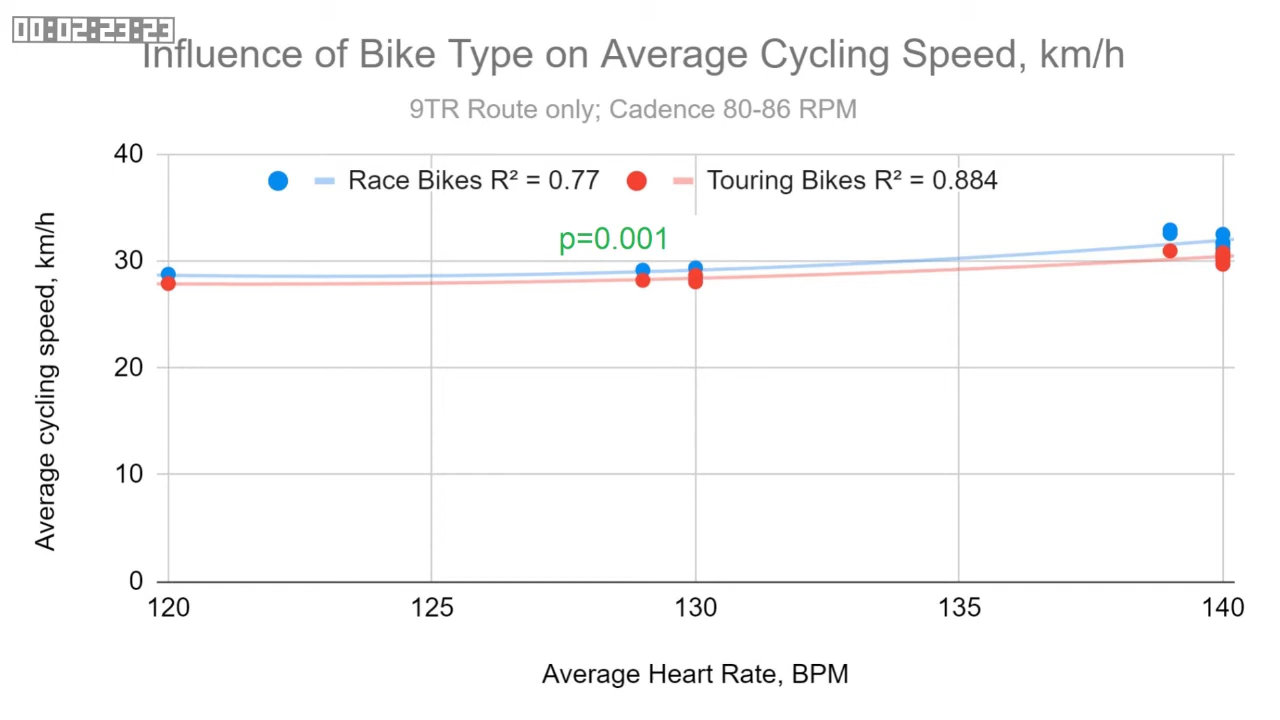 00:02:23:23
Influence of Bike Type on Average Cycling Speed, km/h
9TR Route only; Cadence 80-86 RPM
Race Bikes R² = 0.77 Touring Bikes R² = 0.884
p=0.001
Average cycling speed, km/h
40
30
20
10
0
120 125 130 135 140
Average Heart Rate, BPM